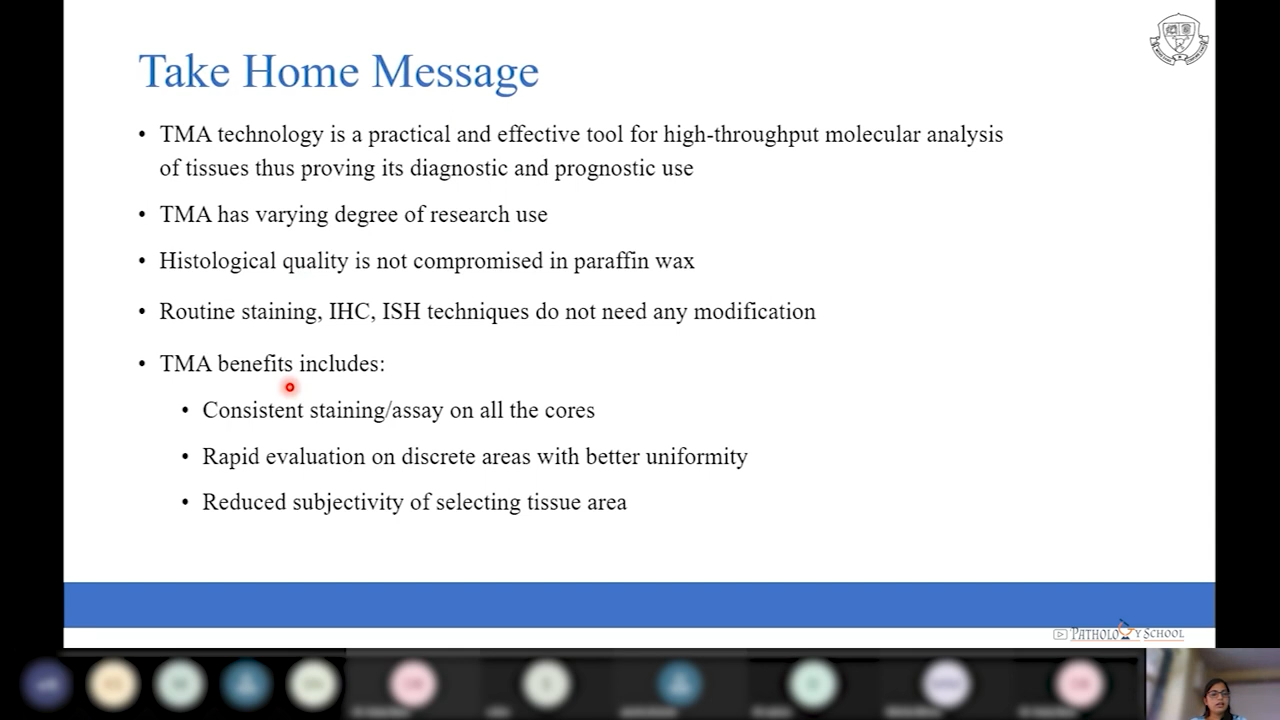 Take Home Message
• TMA technology is a practical and effective tool for high-throughput molecular analysis
of tissues thus proving its diagnostic and prognostic use
• TMA has varying degree of research use
• Histological quality is not compromised in paraffin wax
• Routine staining, IHC, ISH techniques do not need any modification
• TMA benefits includes:
• Consistent staining/assay on all the cores
• Rapid evaluation on discrete areas with better uniformity
• Reduced subjectivity of selecting tissue area
PATHOLOGY SCHOOL